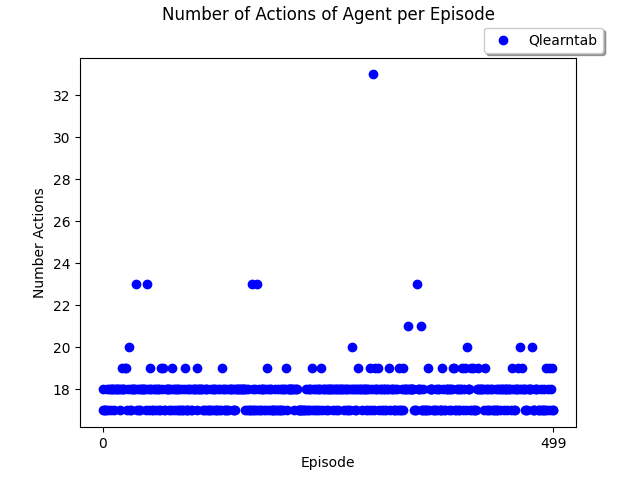 Number of Actions of Agent per Episode
Qlearntab
32
30
28
26
24
22
20
18
Number Actions
0
499
Episode